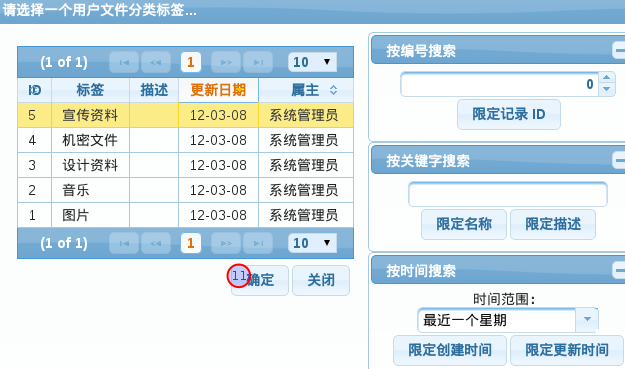 请选择一个用户文件分类标签...
(1 of 1) 1 10
ID 标签 描述 更新日期 属主
5 宣传资料 12-03-08 系统管理员
4 机密文件 12-03-08 系统管理员
3 设计资料 12-03-08 系统管理员
2 音乐 12-03-08 系统管理员
1 图片 12-03-08 系统管理员
(1 of 1) 1 10
11 确定 关闭
按编号搜索
0
限定记录 ID
按关键字搜索
限定名称 限定描述
按时间搜索
时间范围:
最近一个星期
限定创建时间 限定更新时间